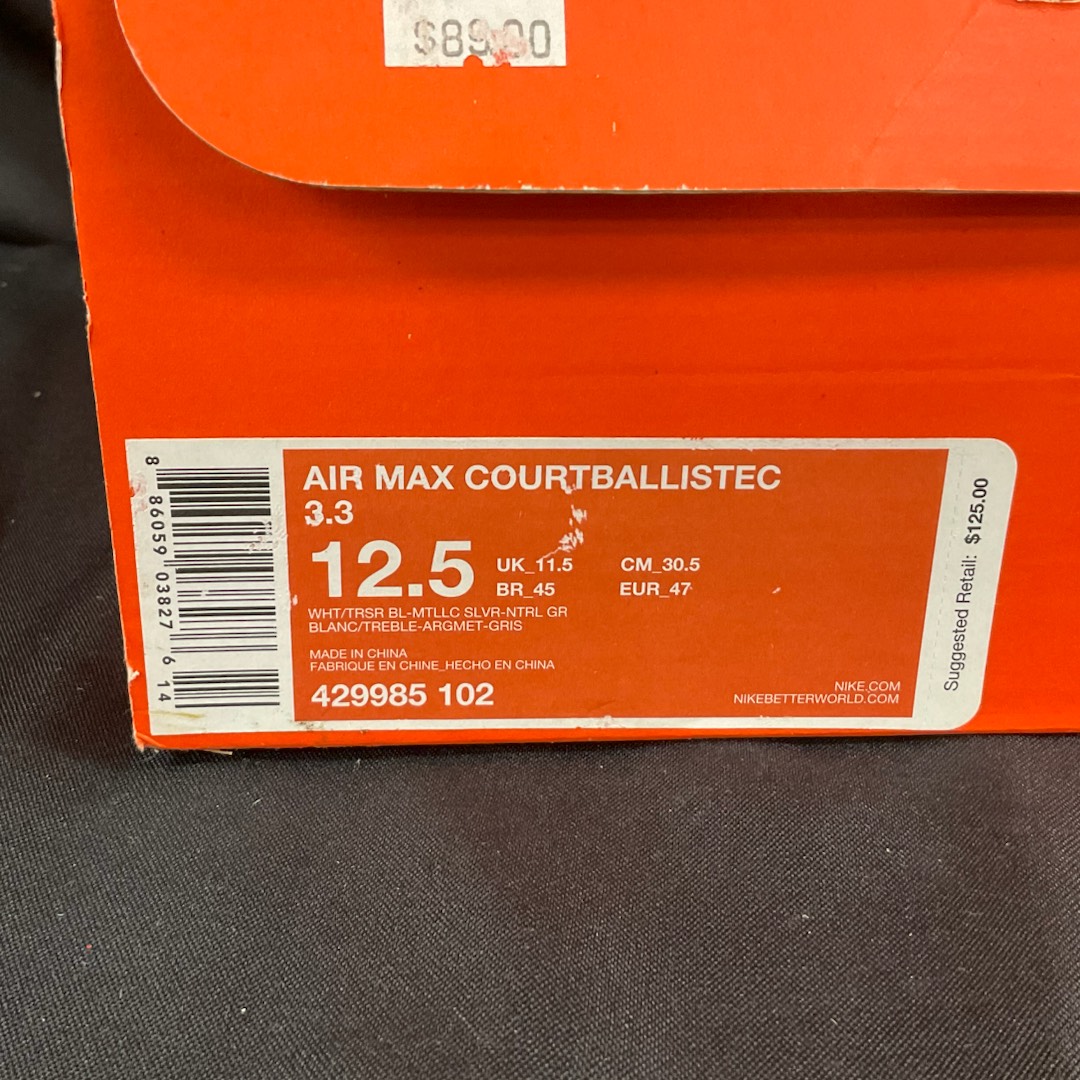 $89.00
AIR MAX COURTBALLISTEC
3.3
12.5
UK_11.5 CM_30.5
BR_45 EUR_47
WHT/TRSR BL-MTLLC SLVR-NTRL GR
BLANC/TREBLE-ARGMET-GRIS
MADE IN CHINA
FABRIQUE EN CHINE_HECHO EN CHINA
429985 102
NIKE.COM
NIKEBETTERWORLD.COM
8 86059 03827 6 14
Suggested Retail: $125.00